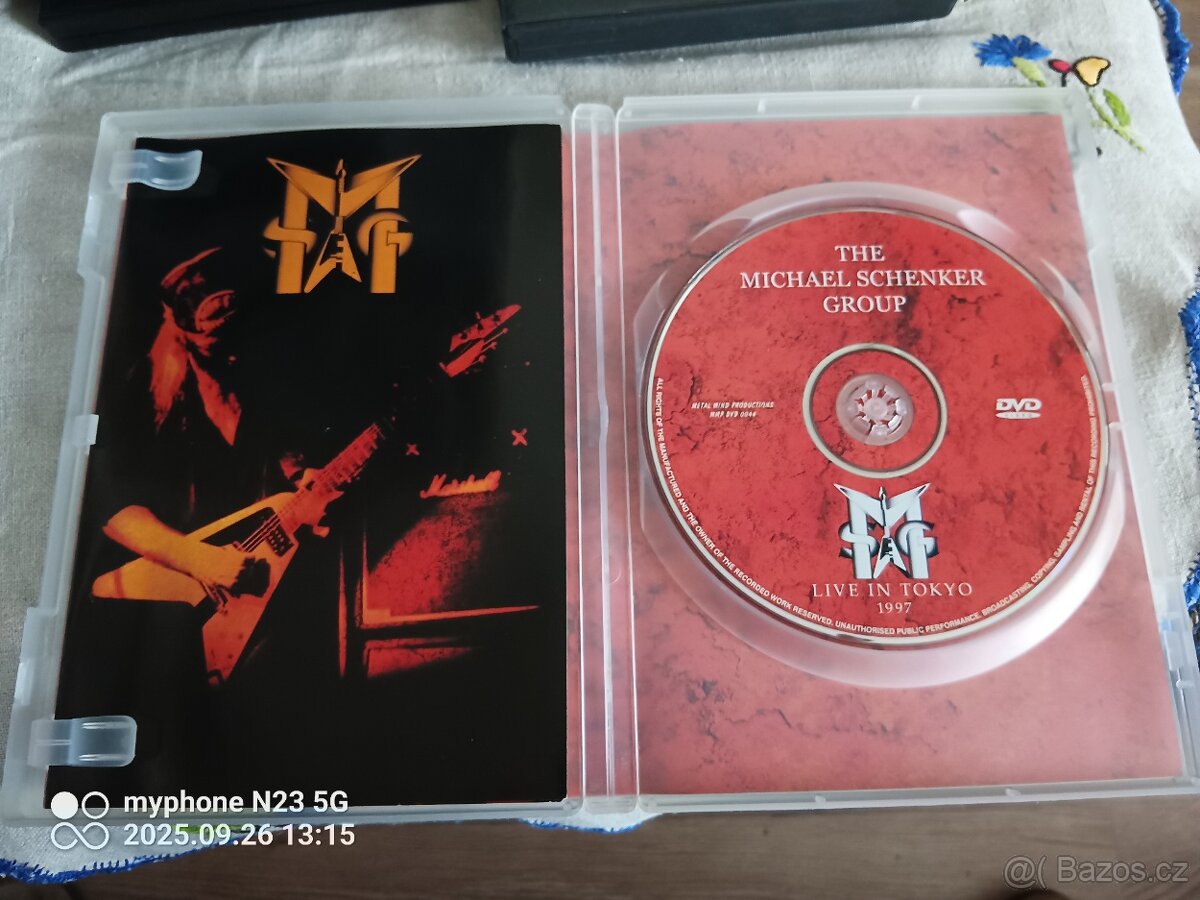 MSG
Marshall
THE
MICHAEL SCHENKER
GROUP
METAL MIND PRODUCTIONS
MMP DVD 0044
DVD
MSG
LIVE IN TOKYO
1997
ALL RIGHTS OF THE MANUFACTURED AND THE OWNER OF THE RECORDED WORK RESERVED. UNAUTHORISED PUBLIC PERFORMANCE, BROADCASTING, COPYING, SAMPLING AND RENTAL OF THIS RECORDING PROHIBITED
myphone N23 5G
2025.09.26 13:15
@( Bazos.cz